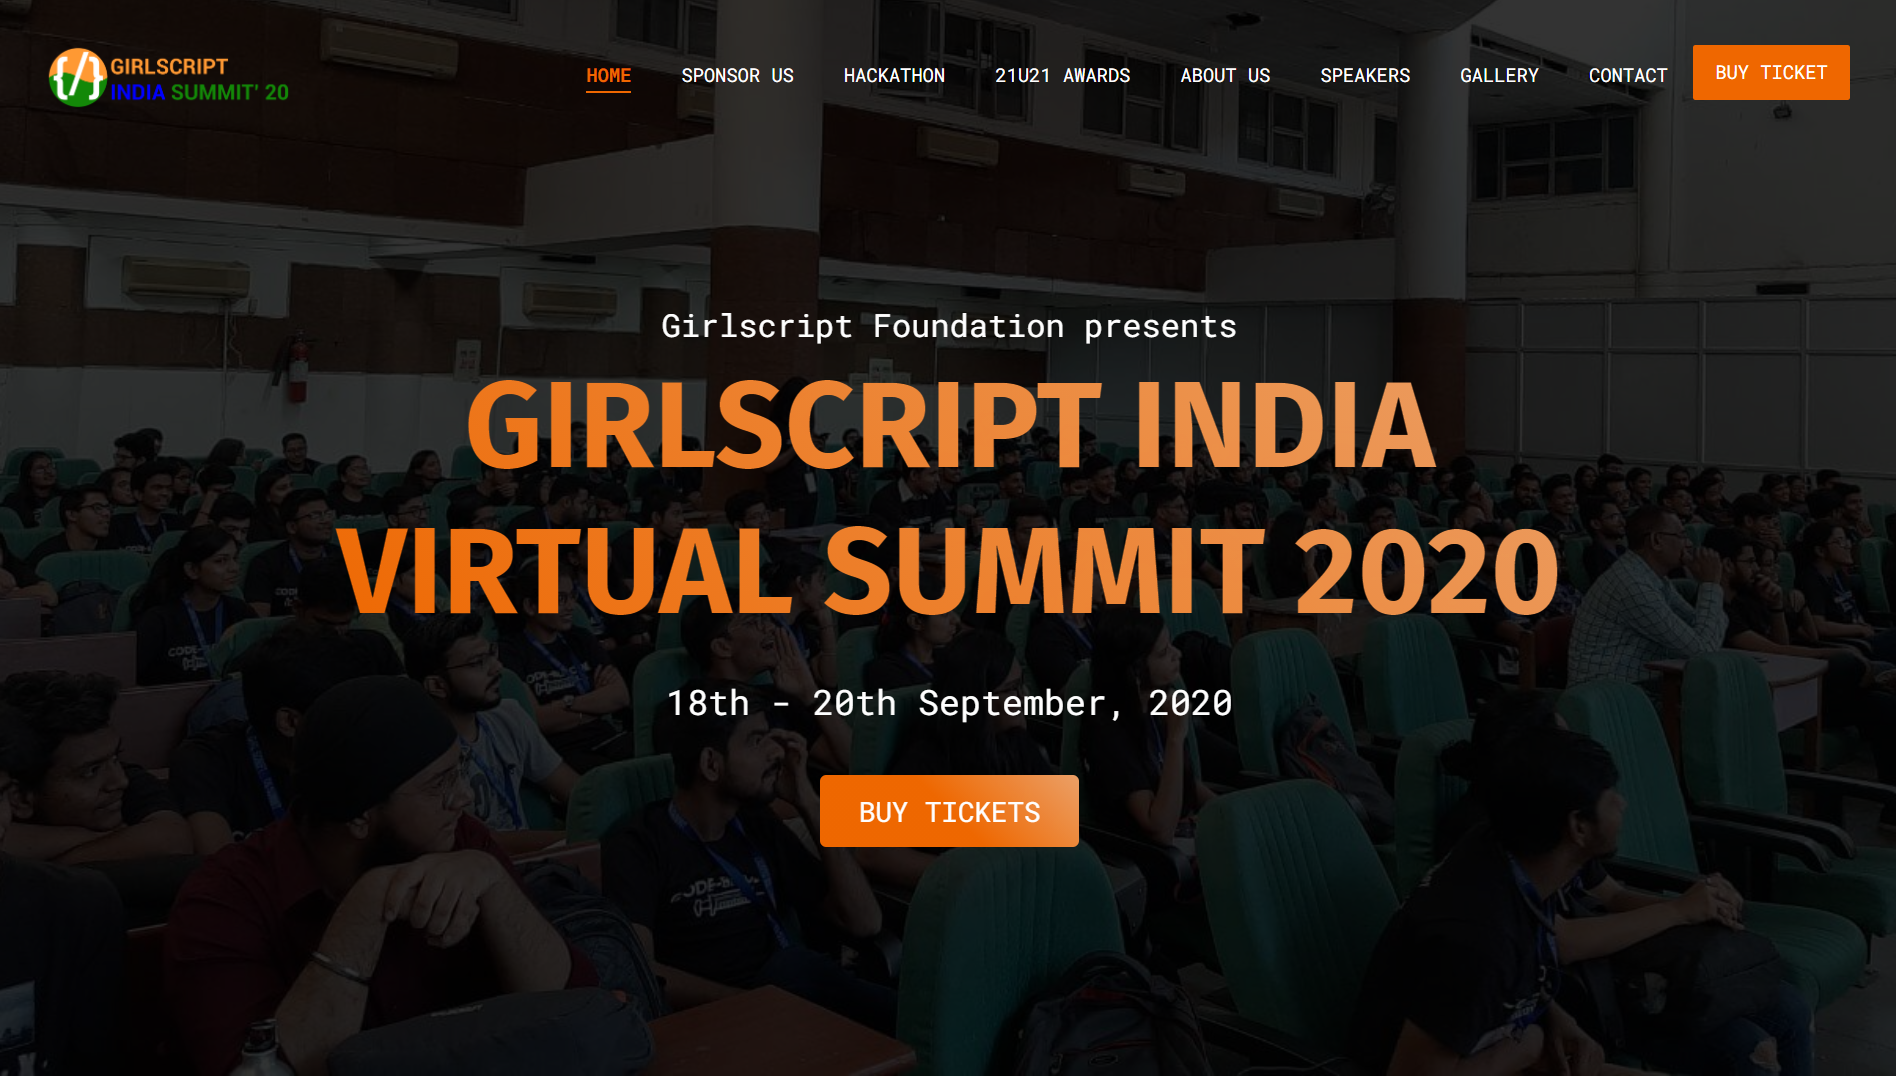 GIRLSCRIPT
INDIA SUMMIT' 20
HOME
SPONSOR US
HACKATHON
21U21 AWARDS
ABOUT US
SPEAKERS
GALLERY
CONTACT
BUY TICKET
Girlscript Foundation presents
GIRLSCRIPT INDIA
VIRTUAL SUMMIT 2020
18th - 20th September, 2020
BUY TICKETS